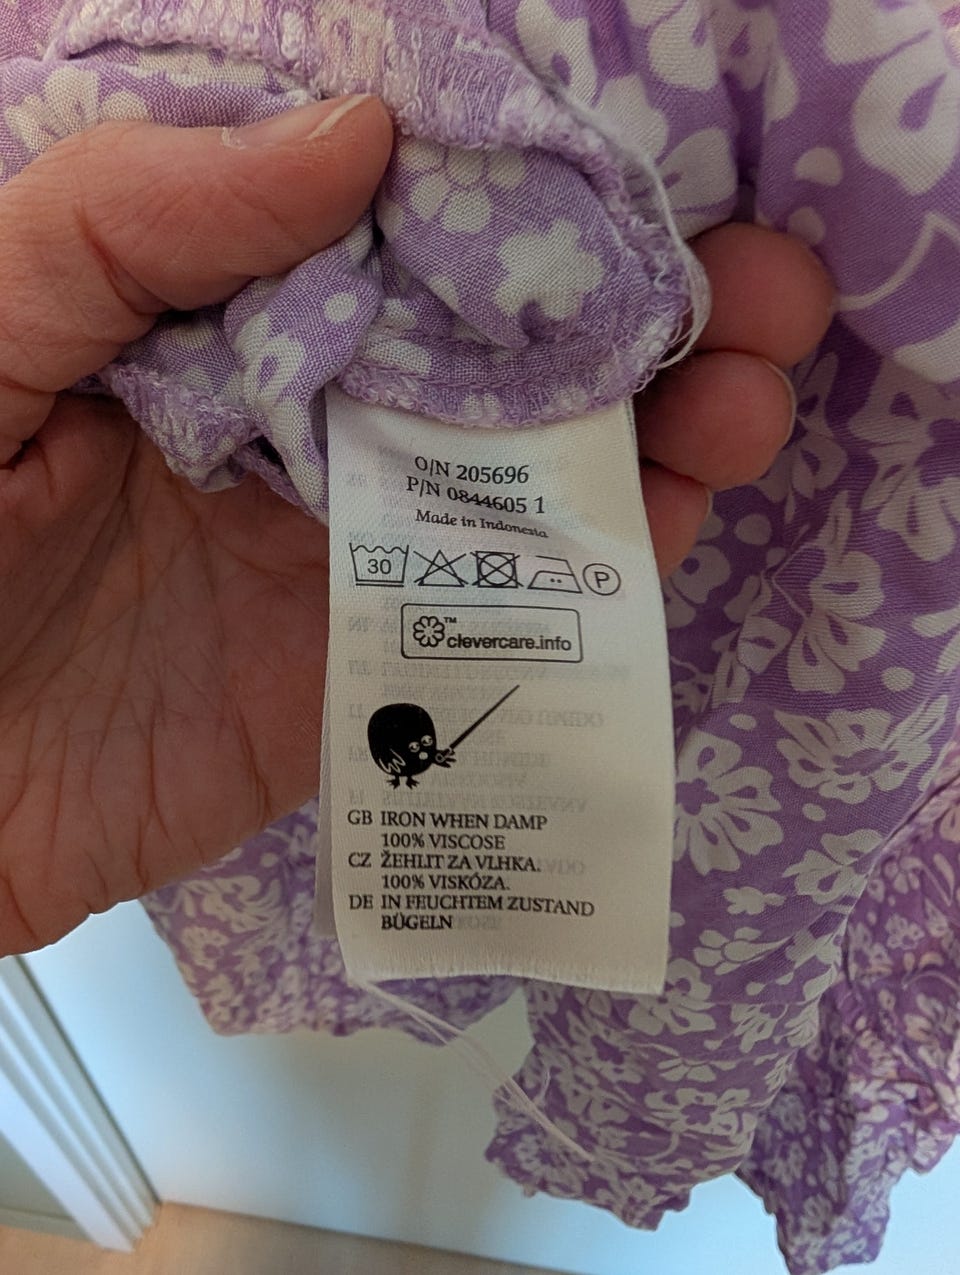 O/N 205696
P/N 0844605 1
Made in Indonesia
30 P
™
clevercare.info
GB IRON WHEN DAMP
100% VISCOSE
CZ ŽEHLIT ZA VLHKA.
100% VISKÓZA.
DE IN FEUCHTEM ZUSTAND
BÜGELN